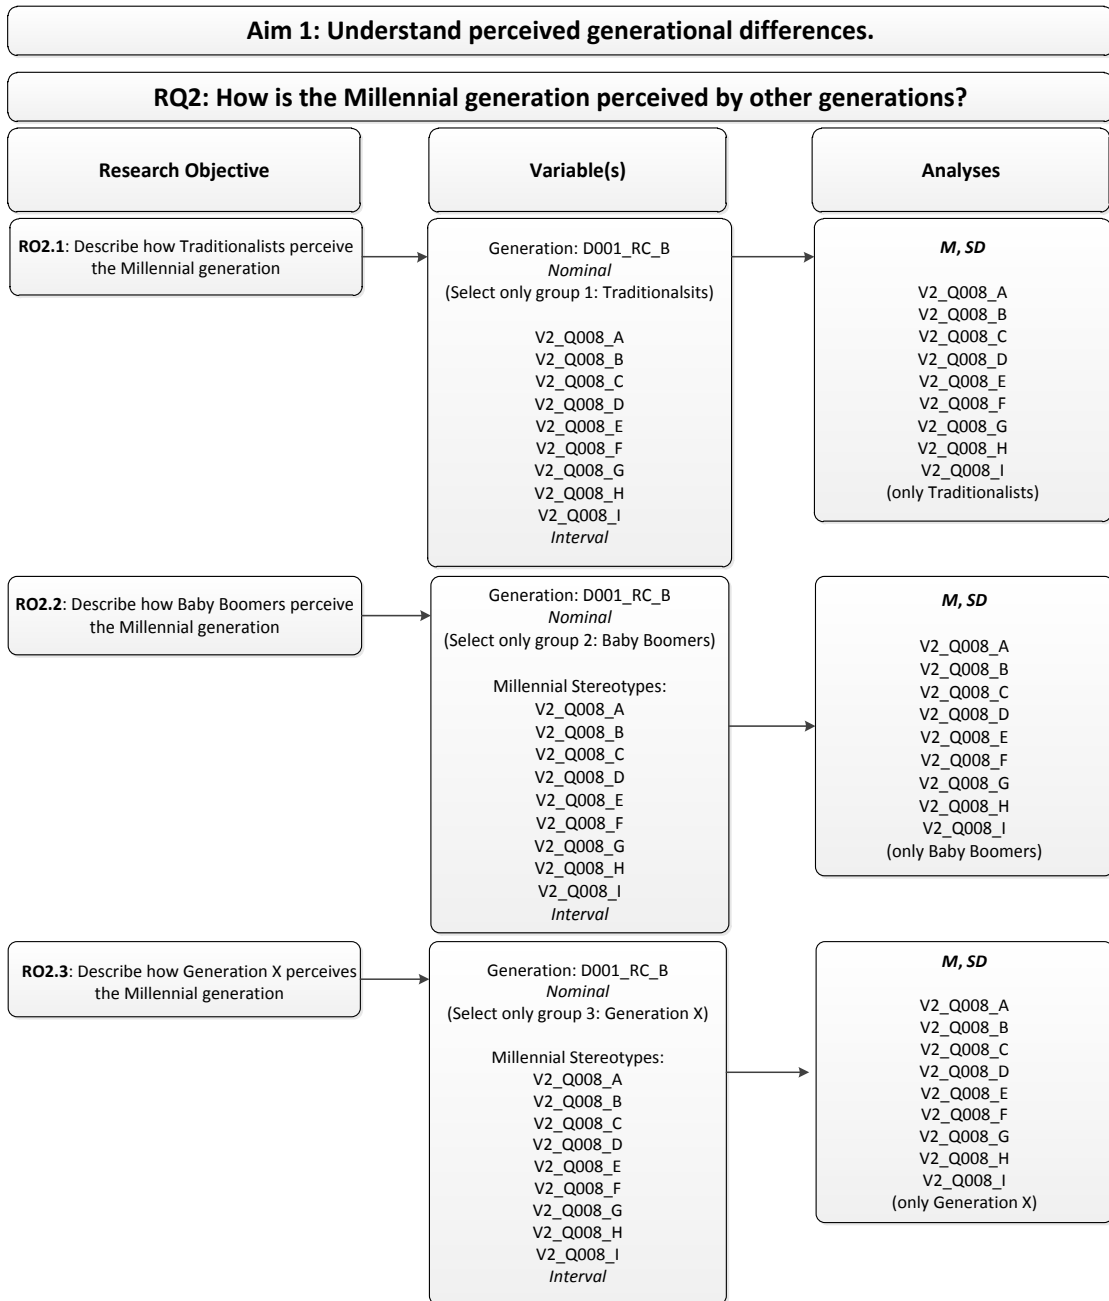 Aim 1: Understand perceived generational differences.
RQ2: How is the Millennial generation perceived by other generations?
Research Objective
Variable(s)
Analyses
RO2.1: Describe how Traditionalists perceive
the Millennial generation
Generation: D001_RC_B
Nominal
(Select only group 1: Traditionalsits)
V2_Q008_A
V2_Q008_B
V2_Q008_C
V2_Q008_D
V2_Q008_E
V2_Q008_F
V2_Q008_G
V2_Q008_H
V2_Q008_I
Interval
M, SD
V2_Q008_A
V2_Q008_B
V2_Q008_C
V2_Q008_D
V2_Q008_E
V2_Q008_F
V2_Q008_G
V2_Q008_H
V2_Q008_I
(only Traditionalists)
RO2.2: Describe how Baby Boomers perceive
the Millennial generation
Generation: D001_RC_B
Nominal
(Select only group 2: Baby Boomers)
Millennial Stereotypes:
V2_Q008_A
V2_Q008_B
V2_Q008_C
V2_Q008_D
V2_Q008_E
V2_Q008_F
V2_Q008_G
V2_Q008_H
V2_Q008_I
Interval
M, SD
V2_Q008_A
V2_Q008_B
V2_Q008_C
V2_Q008_D
V2_Q008_E
V2_Q008_F
V2_Q008_G
V2_Q008_H
V2_Q008_I
(only Baby Boomers)
RO2.3: Describe how Generation X perceives
the Millennial generation
Generation: D001_RC_B
Nominal
(Select only group 3: Generation X)
Millennial Stereotypes:
V2_Q008_A
V2_Q008_B
V2_Q008_C
V2_Q008_D
V2_Q008_E
V2_Q008_F
V2_Q008_G
V2_Q008_H
V2_Q008_I
Interval
M, SD
V2_Q008_A
V2_Q008_B
V2_Q008_C
V2_Q008_D
V2_Q008_E
V2_Q008_F
V2_Q008_G
V2_Q008_H
V2_Q008_I
(only Generation X)